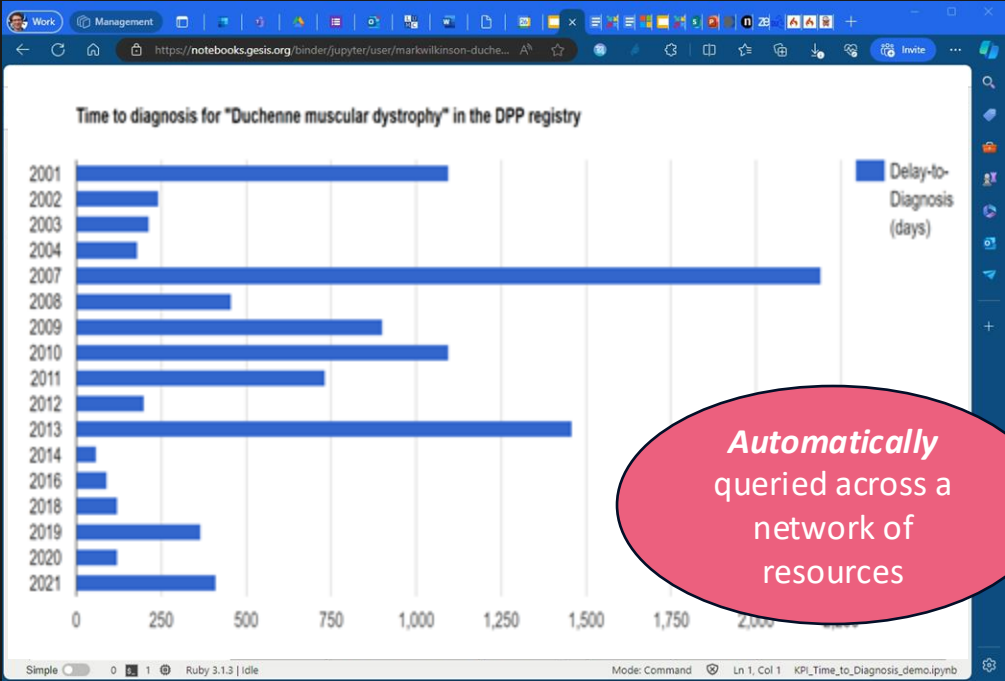 Work
Management
28
https://notebooks.gesis.org/binder/jupyter/user/markwilkinson-duche...
Invite
Time to diagnosis for "Duchenne muscular dystrophy" in the DPP registry
2001
2002
2003
2004
2007
2008
2009
2010
2011
2012
2013
2014
2016
2018
2019
2020
2021
Delay-to-
Diagnosis
(days)
Automatically
queried across a
network of
resources
0 250 500 750 1,000 1,250 1,500 1,750
Simple 0 1 Ruby 3.1.3 | Idle Mode: Command Ln 1, Col 1 KPI_Time_to_Diagnosis_demo.ipynb